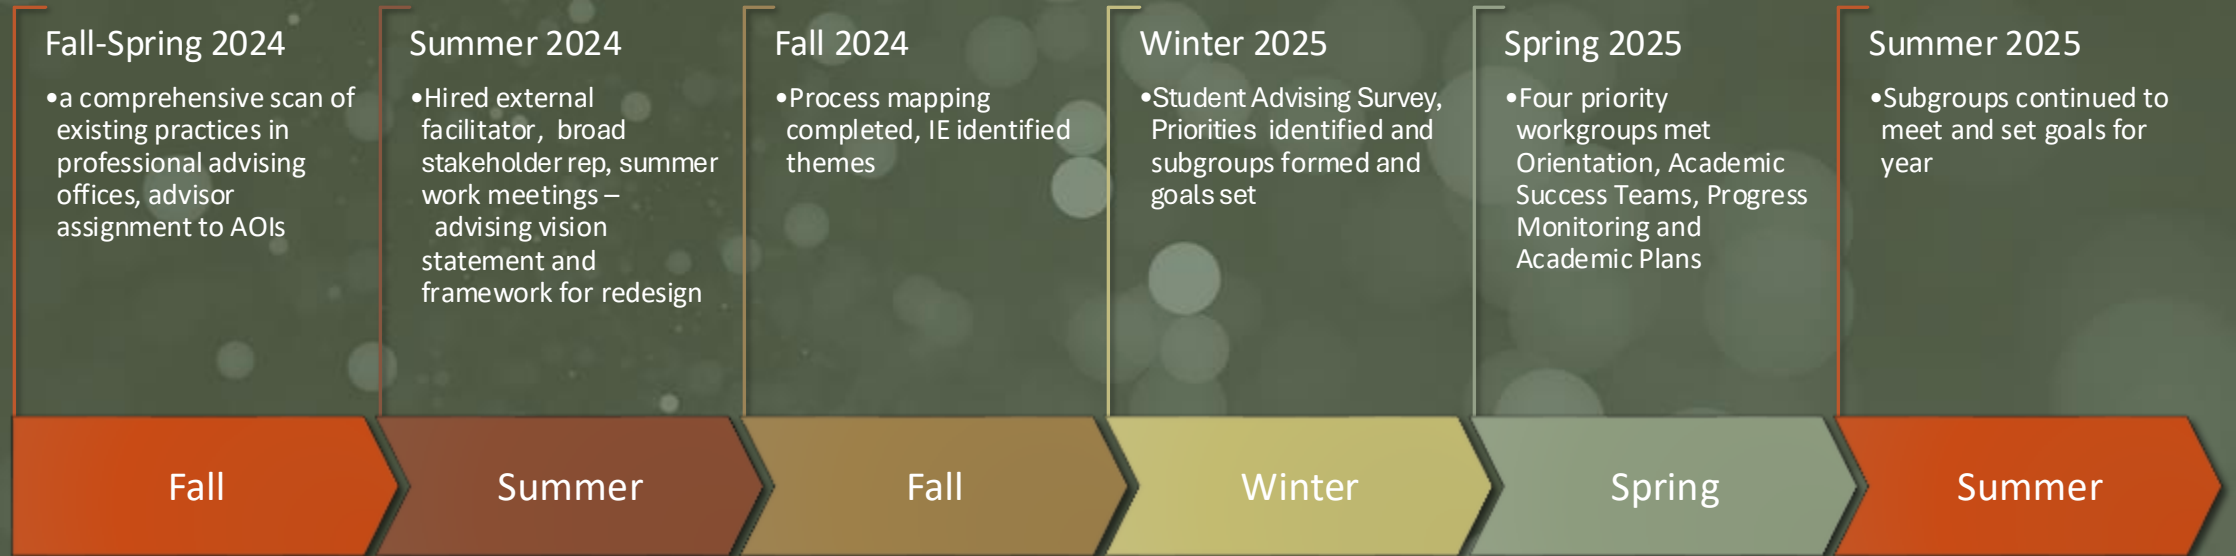 Fall-Spring 2024
•a comprehensive scan of
existing practices in
professional advising
offices, advisor
assignment to AOIs
Summer 2024
•Hired external
facilitator,  broad
stakeholder rep, summer
work meetings –
advising vision
statement and
framework for redesign
Fall 2024
•Process mapping
completed, IE identified
themes
Winter 2025
•Student Advising Survey,
Priorities  identified and
subgroups formed and
goals set
Spring 2025
•Four priority
workgroups met
Orientation, Academic
Success Teams, Progress
Monitoring and
Academic Plans
Summer 2025
•Subgroups continued to
meet and set goals for
year
Fall
Summer
Fall
Winter
Spring
Summer